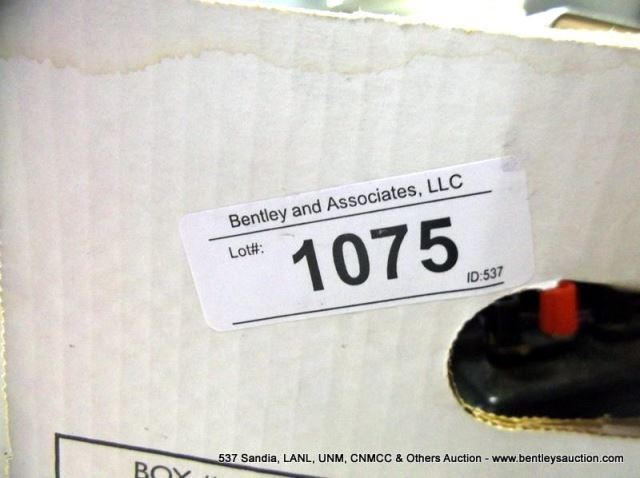 Bentley and Associates, LLC
Lot#:
1075
ID:537
BOX
537 Sandia, LANL, UNM, CNMCC & Others Auction - www.bentleysauction.com